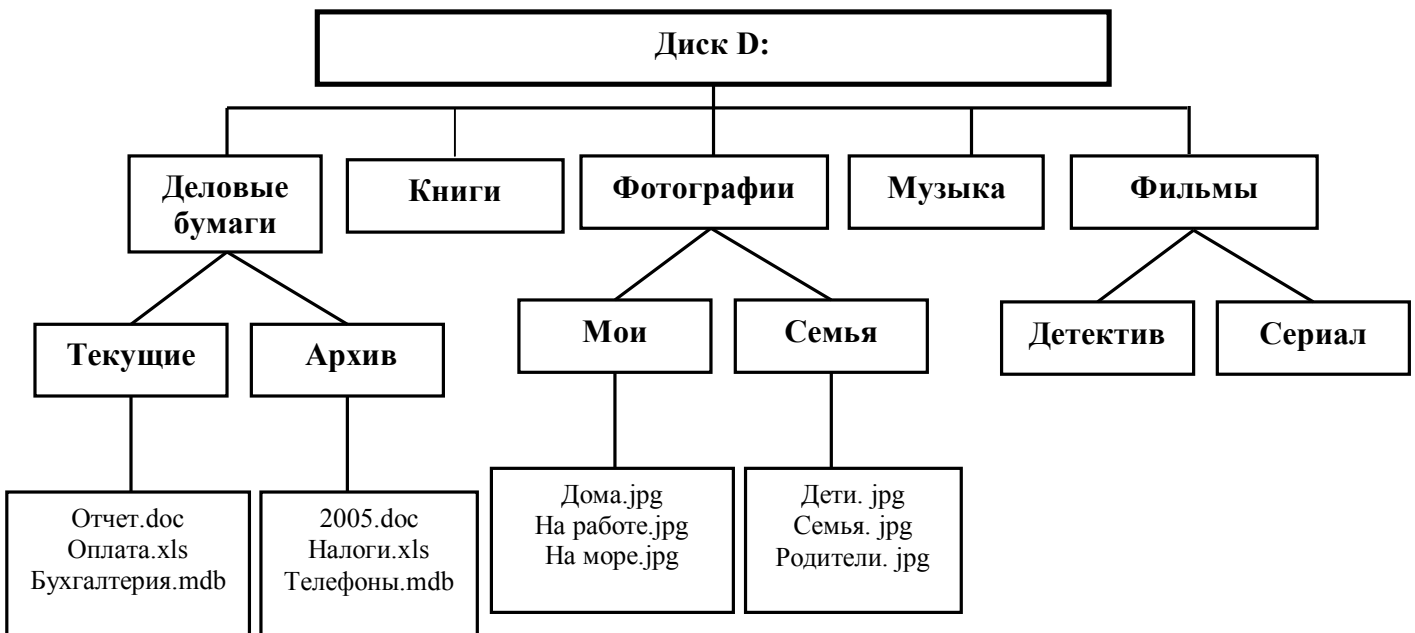 Диск D:
Деловые
бумаги
Книги
Фотографии
Музыка
Фильмы
Текущие
Архив
Мои
Семья
Детектив
Сериал
Отчет.doc
Оплата.xls
Бухгалтерия.mdb
2005.doc
Налоги.xls
Телефоны.mdb
Дома.jpg
На работе.jpg
На море.jpg
Дети. jpg
Семья. jpg
Родители. jpg